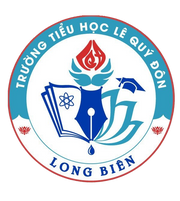 TRƯỜNG TIỂU HỌC LÊ QUÝ ĐÔN
LONG BIÊN